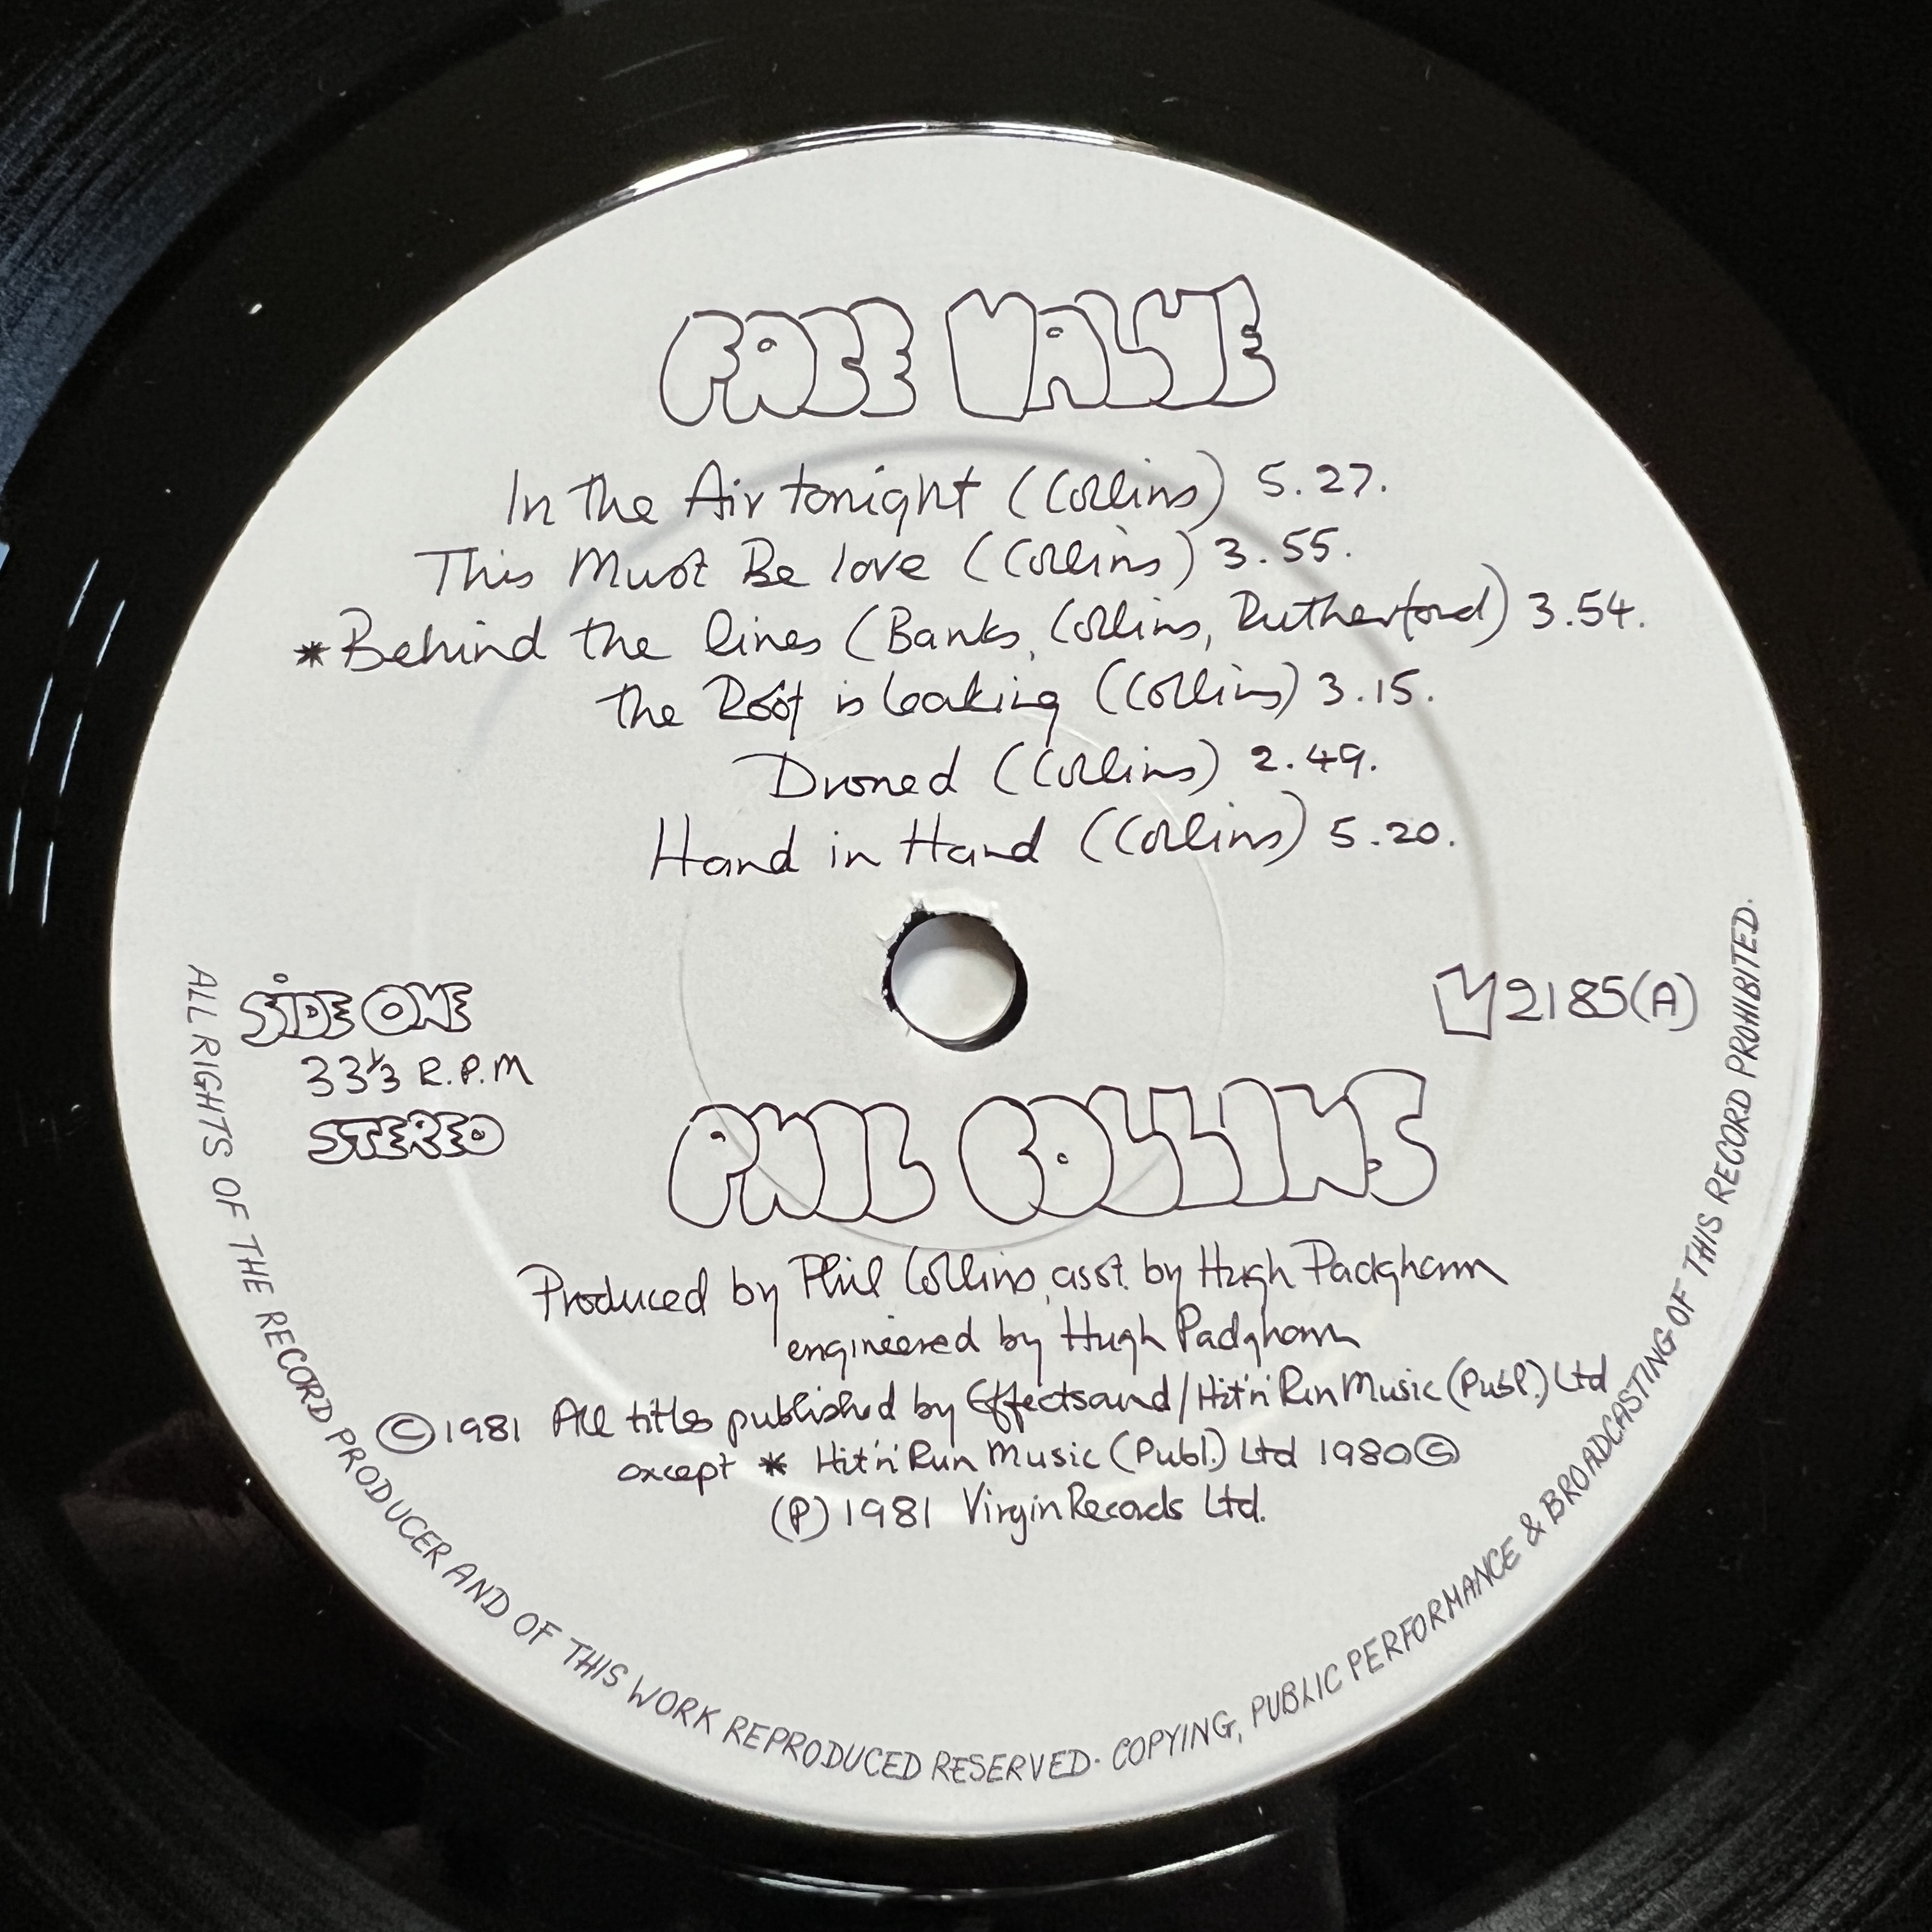 FACE VALUE
In the Air tonight (Collins) 5.27.
This Must Be love (Collins) 3.55.
*Behind the lines (Banks, Collins, Rutherford) 3.54.
the Roof is leaking (Collins) 3.15.
Droned (Collins) 2.49.
Hand in Hand (Collins) 5.20.
SiDE ONE
33⅓ R.P.M
STEREO
V2185(A)
PHIL COLLINS
Produced by Phil Collins, asst. by Hugh Padgham
engineered by Hugh Padgham
©1981 All titles published by Effectsound/Hit'n'Run Music (Publ.) Ltd
except * Hit'n'Run Music (Publ.) Ltd 1980©
(P) 1981 Virgin Records Ltd.
ALL RIGHTS OF THE RECORD PRODUCER AND OF THIS WORK REPRODUCED RESERVED· COPYING, PUBLIC PERFORMANCE & BROADCASTING OF THIS RECORD PROHIBITED.